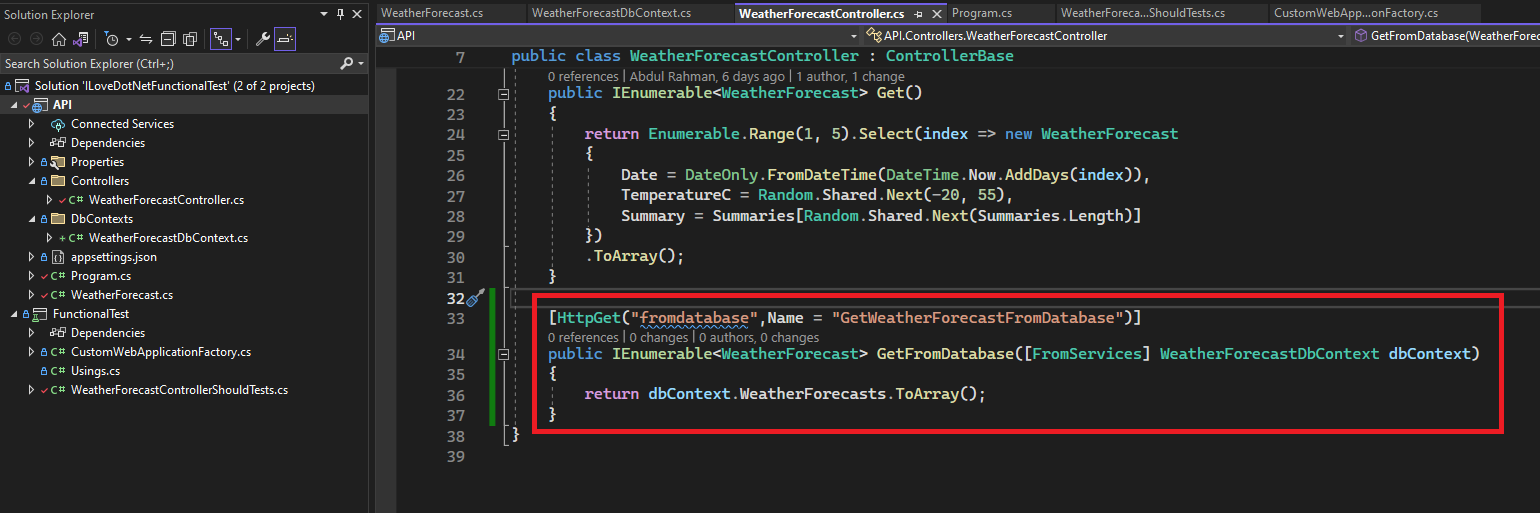 Solution Explorer
Search Solution Explorer (Ctrl+;)
Solution 'ILoveDotNetFunctionalTest' (2 of 2 projects)
API
Connected Services
Dependencies
Properties
Controllers
C# WeatherForecastController.cs
DbContexts
C# WeatherForecastDbContext.cs
appsettings.json
C# Program.cs
C# WeatherForecast.cs
FunctionalTest
Dependencies
C# CustomWebApplicationFactory.cs
C# Usings.cs
C# WeatherForecastControllerShouldTests.cs
WeatherForecast.cs WeatherForecastDbContext.cs WeatherForecastController.cs Program.cs WeatherForeca...ShouldTests.cs CustomWebApp...onFactory.cs
API API.Controllers.WeatherForecastController GetFromDatabase(WeatherForec
7 public class WeatherForecastController : ControllerBase
0 references | Abdul Rahman, 6 days ago | 1 author, 1 change
22 public IEnumerable<WeatherForecast> Get()
23 {
24 return Enumerable.Range(1, 5).Select(index => new WeatherForecast
25 {
26 Date = DateOnly.FromDateTime(DateTime.Now.AddDays(index)),
27 TemperatureC = Random.Shared.Next(-20, 55),
28 Summary = Summaries[Random.Shared.Next(Summaries.Length)]
29 })
30 .ToArray();
31 }
32
33 [HttpGet("fromdatabase",Name = "GetWeatherForecastFromDatabase")]
0 references | 0 changes | 0 authors, 0 changes
34 public IEnumerable<WeatherForecast> GetFromDatabase([FromServices] WeatherForecastDbContext dbContext)
35 {
36 return dbContext.WeatherForecasts.ToArray();
37 }
38 }
39